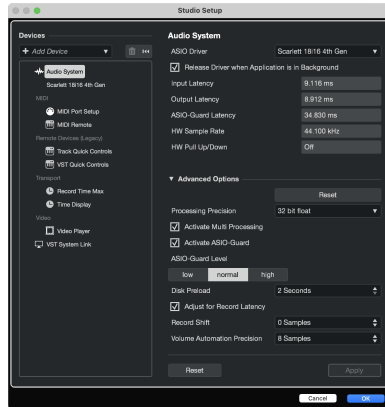 Studio Setup
Devices
+ Add Device
Audio System
Scarlett 18i16 4th Gen
MIDI
MIDI Port Setup
MIDI Remote
Remote Devices (Legacy)
Track Quick Controls
VST Quick Controls
Transport
Record Time Max
Time Display
Video
Video Player
VST System Link
Audio System
ASIO Driver Scarlett 18i16 4th Gen
Release Driver when Application is in Background
Input Latency 9.116 ms
Output Latency 8.912 ms
ASIO-Guard Latency 34.830 ms
HW Sample Rate 44.100 kHz
HW Pull Up/Down Off
Advanced Options
Reset
Processing Precision 32 bit float
Activate Multi Processing
Activate ASIO-Guard
ASIO-Guard Level
low normal high
Disk Preload 2 Seconds
Adjust for Record Latency
Record Shift 0 Samples
Volume Automation Precision 8 Samples
Reset Apply
Cancel OK